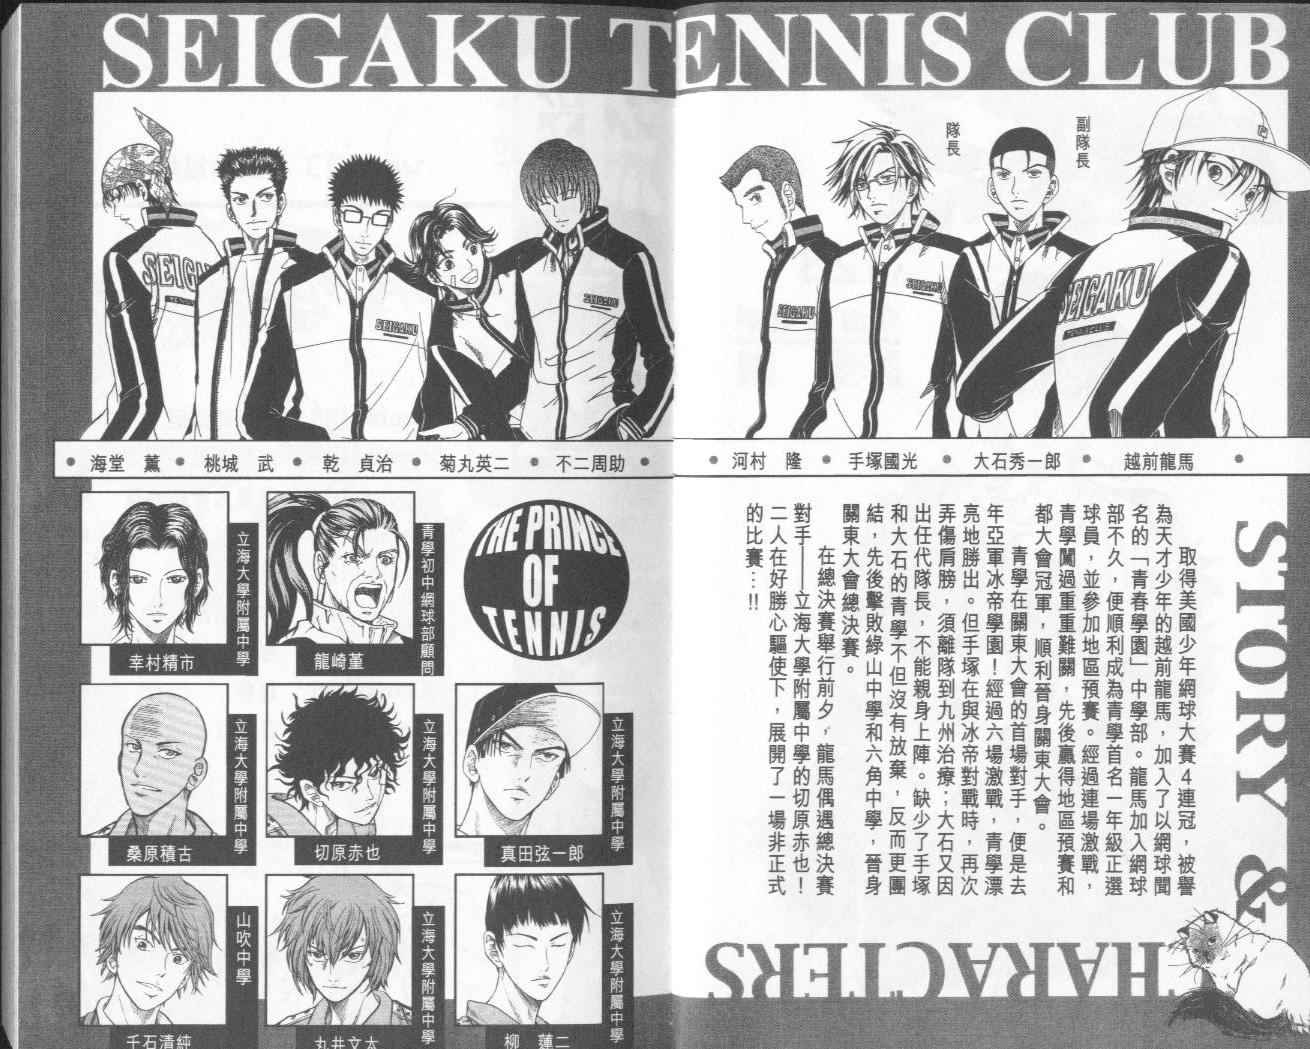 SEIGAKU TENNIS CLUB
副隊長
隊長
越前龍馬
大石秀一郎
手塚國光
河村 隆
不二周助
菊丸英二
乾 貞治
桃城 武
海堂 薫
STORY &
CHARACTERS
取得美國少年網球大賽4連冠，被譽
為天才少年的越前龍馬，加入了以網球聞
名的「青春學園」中學部。龍馬加入網球
部不久，便順利成為青學首名一年級正選
球員，並參加地區預賽。經過連場激戰，
青學闖過重重難關，先後贏得地區預賽和
都大會冠軍，順利晉身關東大會。
青學在關東大會的首場對手，便是去
年亞軍冰帝學園！經過六場激戰，青學漂
亮地勝出。但手塚在與冰帝對戰時，再次
弄傷肩膀，須離隊到九州治療；大石又因
出任代隊長，不能親身上陣。缺少了手塚
和大石的青學不但沒有放棄，反而更團
結，先後擊敗綠山中學和六角中學，晉身
關東大會總決賽。
在總決賽舉行前夕，龍馬偶遇總決賽
對手——立海大學附屬中學的切原赤也！
二人在好勝心驅使下，展開了一場非正式
的比賽…!!
THE PRINCE
OF
TENNIS
青學初中網球部顧問
龍崎菫
立海大學附屬中學
幸村精市
立海大學附屬中學
真田弦一郎
立海大學附屬中學
切原赤也
立海大學附屬中學
桑原積古
立海大學附屬中學
柳 蓮二
立海大學附屬中學
丸井文太
山吹中學
千石清純
SEIGAKU
SEIGAKU
SEIGAKU
SEIGAKU
SEIGAKU
SEIGAKU
TENNIS CLUB